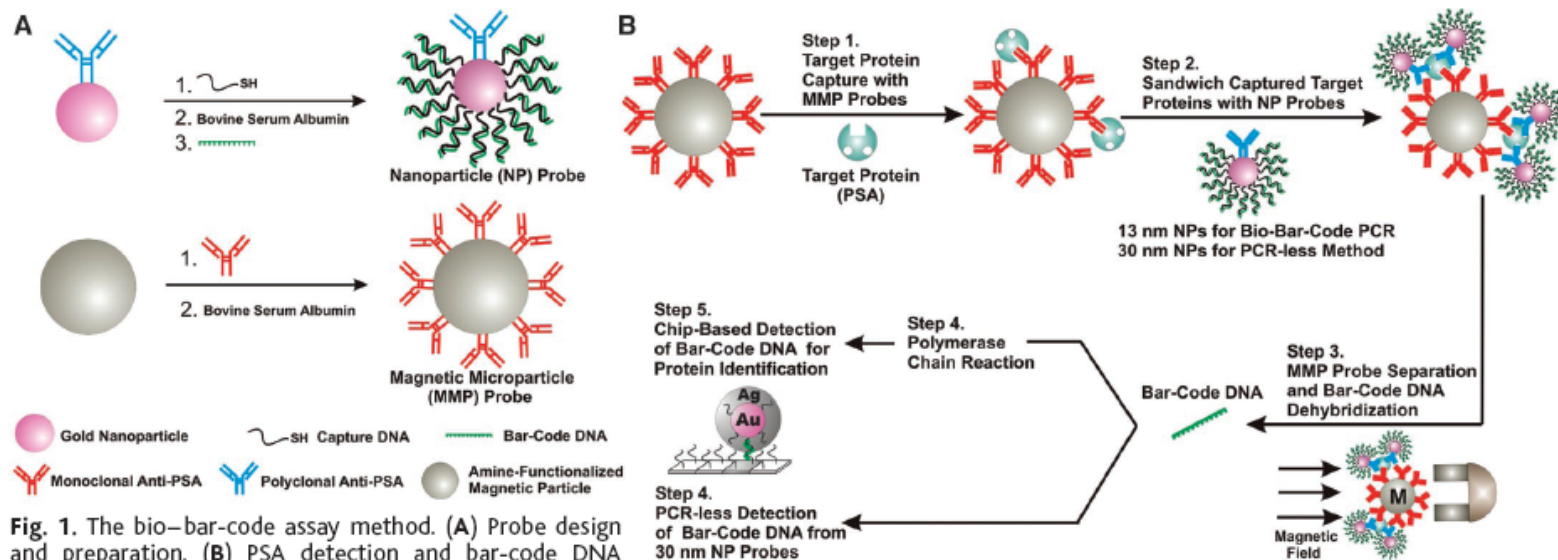 A
1. SH
2. Bovine Serum Albumin
3.
Nanoparticle (NP) Probe
1.
2. Bovine Serum Albumin
Magnetic Microparticle
(MMP) Probe
Gold Nanoparticle
SH Capture DNA
Bar-Code DNA
Monoclonal Anti-PSA
Polyclonal Anti-PSA
Amine-Functionalized
Magnetic Particle
Fig. 1. The bio–bar-code assay method. (A) Probe design
and preparation. (B) PSA detection and bar-code DNA
B
Step 1.
Target Protein
Capture with
MMP Probes
Target Protein
(PSA)
Step 2.
Sandwich Captured Target
Proteins with NP Probes
13 nm NPs for Bio-Bar-Code PCR
30 nm NPs for PCR-less Method
Step 3.
MMP Probe Separation
and Bar-Code DNA
Dehybridization
M
Magnetic
Field
Bar-Code DNA
Step 4.
Polymerase
Chain Reaction
Step 5.
Chip-Based Detection
of Bar-Code DNA for
Protein Identification
Ag
Au
Step 4.
PCR-less Detection
of Bar-Code DNA from
30 nm NP Probes